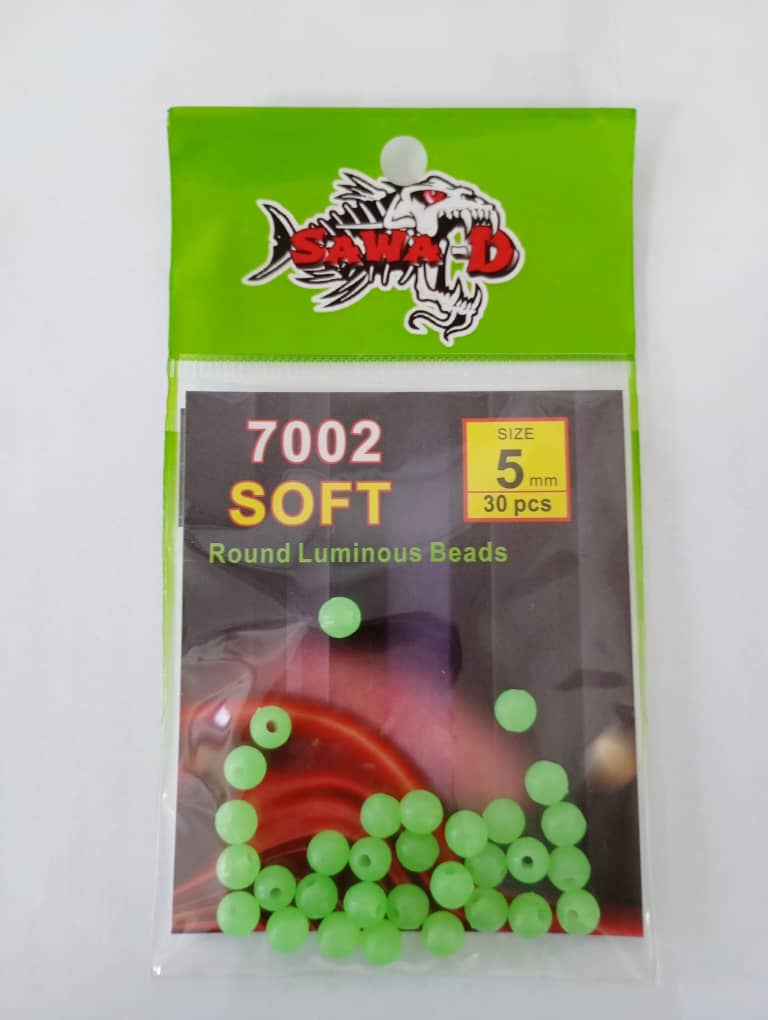 SAWA-D
7002
SOFT
Round Luminous Beads
SIZE
5 mm
30 pcs